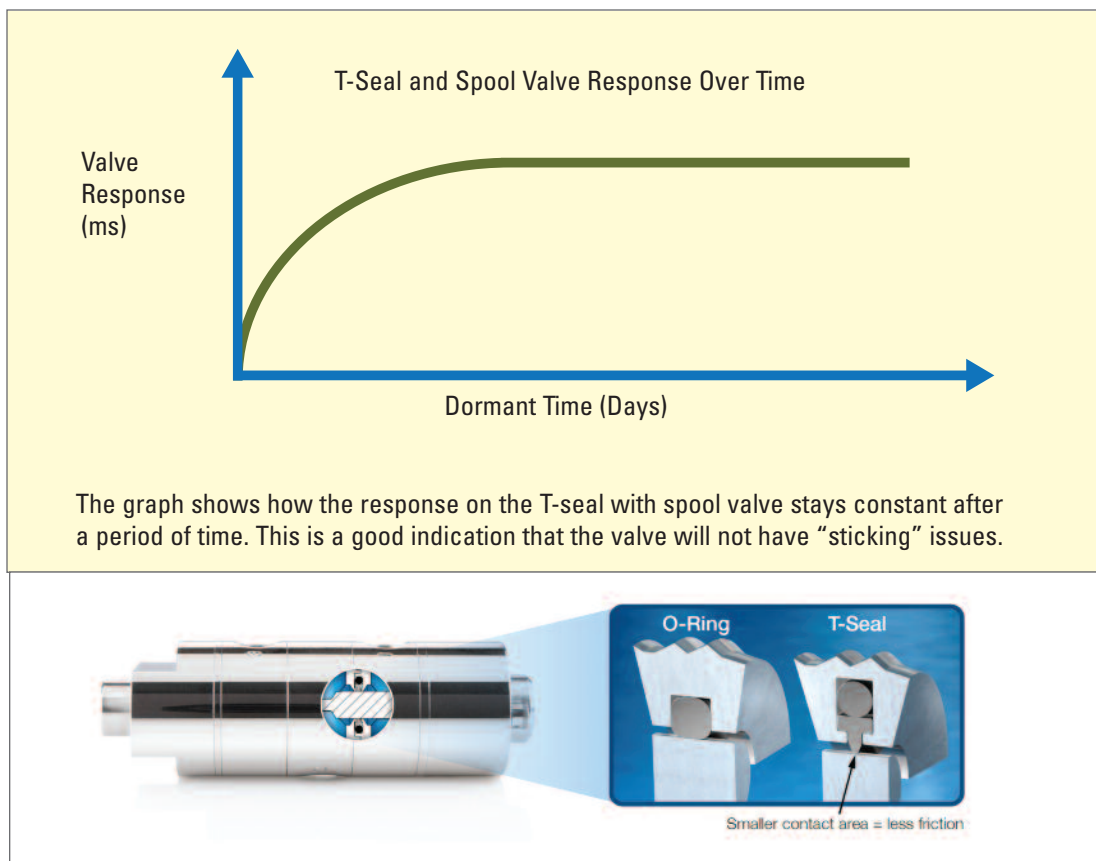 T-Seal and Spool Valve Response Over Time
Valve
Response
(ms)
Dormant Time (Days)
The graph shows how the response on the T-seal with spool valve stays constant after
a period of time. This is a good indication that the valve will not have “sticking” issues.
O-Ring
T-Seal
Smaller contact area = less friction